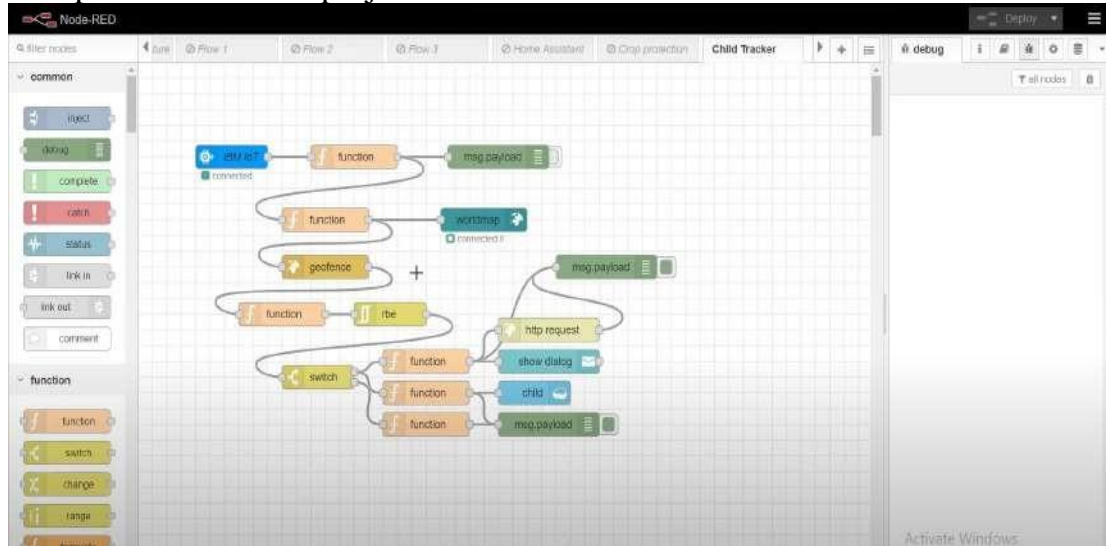 Node-RED
Deploy
filter nodes
Flow 1
Flow 2
Flow 3
Home Assistant
Crop protection
Child Tracker
debug
i
all nodes
common
inject
debug
complete
catch
status
link in
link out
comment
function
function
switch
change
range
IBM IoT
connected
function
msg.payload
function
worldmap
geofence
msg.payload
function
rbe
http request
switch
function
show dialog
function
child
function
msg.payload
Activate Windows